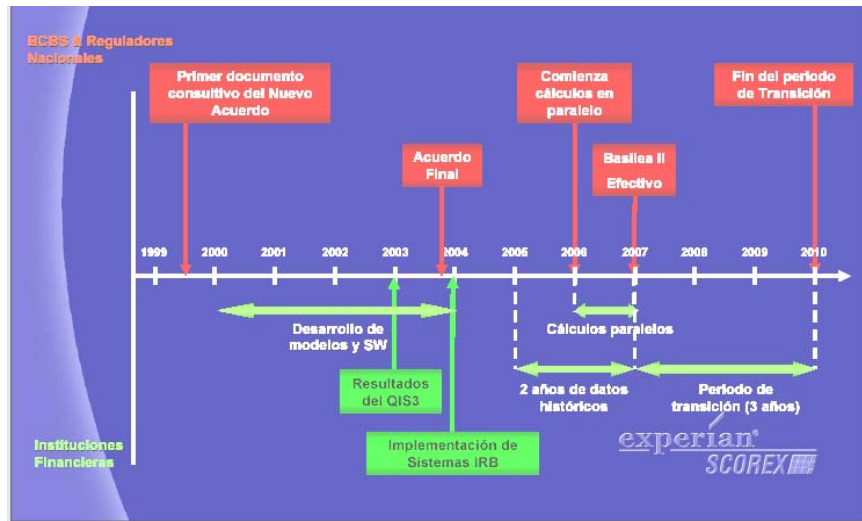 BCBS & Reguladores
Nacionales
Primer documento
consultivo del Nuevo
Acuerdo
Comienza
cálculos en
paralelo
Fin del periodo
de Transición
Acuerdo
Final
Basilea II
Efectivo
1999 2000 2001 2002 2003 2004 2005 2006 2007 2008 2009 2010
Desarrollo de
modelos y SW
Cálculos paralelos
Resultados
del QIS3
2 años de datos
históricos
Periodo de
transición (3 años)
Implementación de
Sistemas IRB
Instituciones
Financieras
experian®
SCOREX